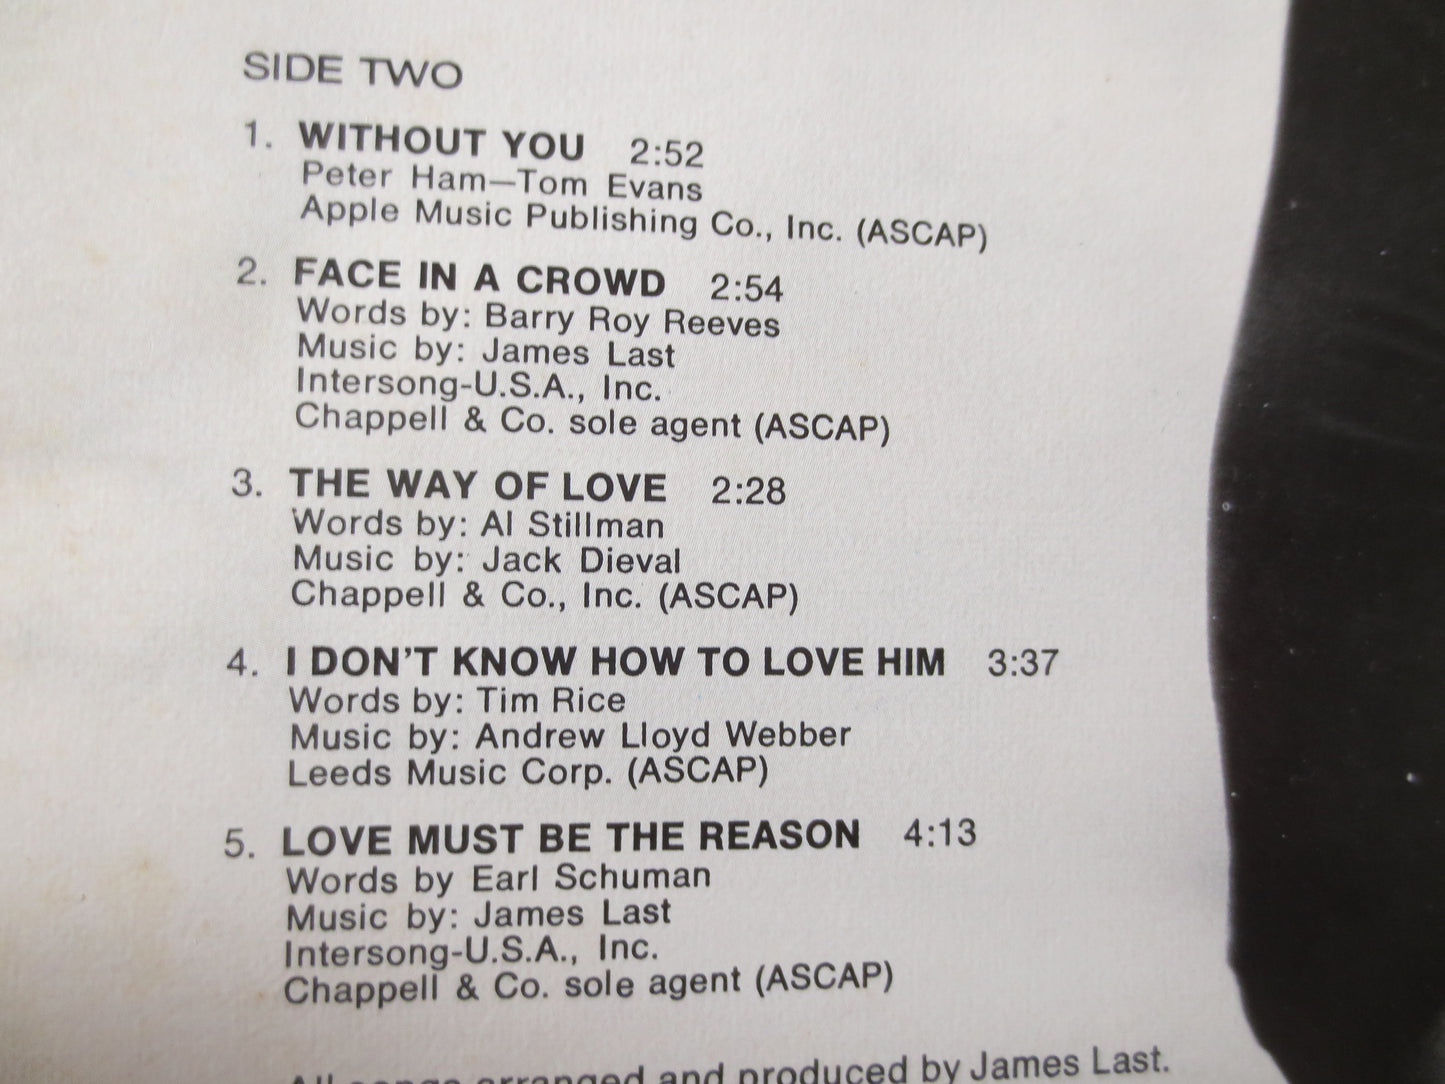 SIDE TWO
1. WITHOUT YOU 2:52
Peter Ham—Tom Evans
Apple Music Publishing Co., Inc. (ASCAP)
2. FACE IN A CROWD 2:54
Words by: Barry Roy Reeves
Music by: James Last
Intersong-U.S.A., Inc.
Chappell & Co. sole agent (ASCAP)
3. THE WAY OF LOVE 2:28
Words by: Al Stillman
Music by: Jack Dieval
Chappell & Co., Inc. (ASCAP)
4. I DON'T KNOW HOW TO LOVE HIM 3:37
Words by: Tim Rice
Music by: Andrew Lloyd Webber
Leeds Music Corp. (ASCAP)
5. LOVE MUST BE THE REASON 4:13
Words by Earl Schuman
Music by: James Last
Intersong-U.S.A., Inc.
Chappell & Co. sole agent (ASCAP)
All songs arranged and produced by James Last.